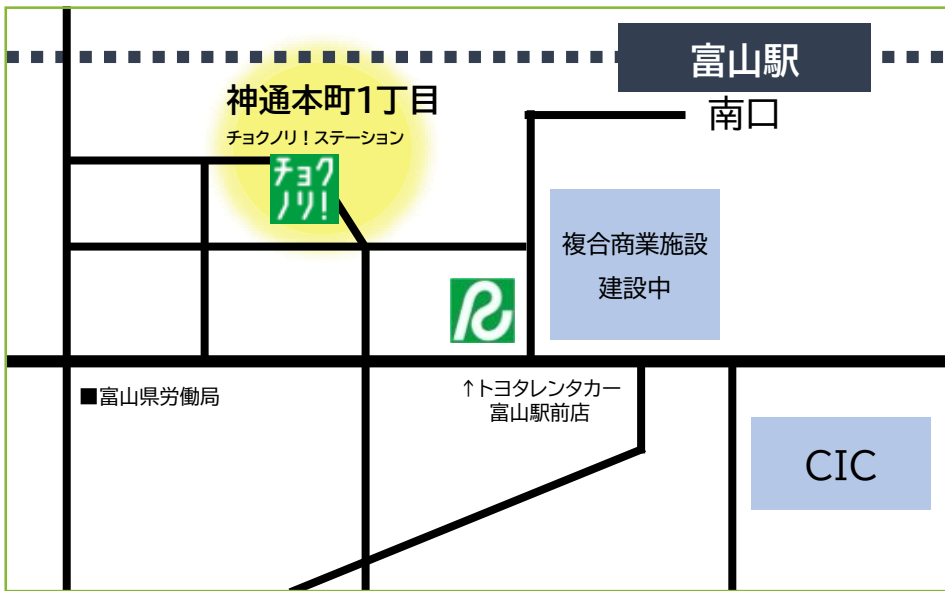 富山駅
南口
神通本町1丁目
チョクノリ！ステーション
チョク
ノリ!
複合商業施設
建設中
R
■富山県労働局
↑トヨタレンタカー
富山駅前店
CIC